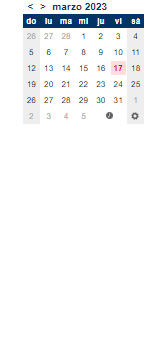 < > marzo 2023
do lu ma mi ju vi sá
26 27 28 1 2 3 4
5 6 7 8 9 10 11
12 13 14 15 16 17 18
19 20 21 22 23 24 25
26 27 28 29 30 31 1
2 3 4 5